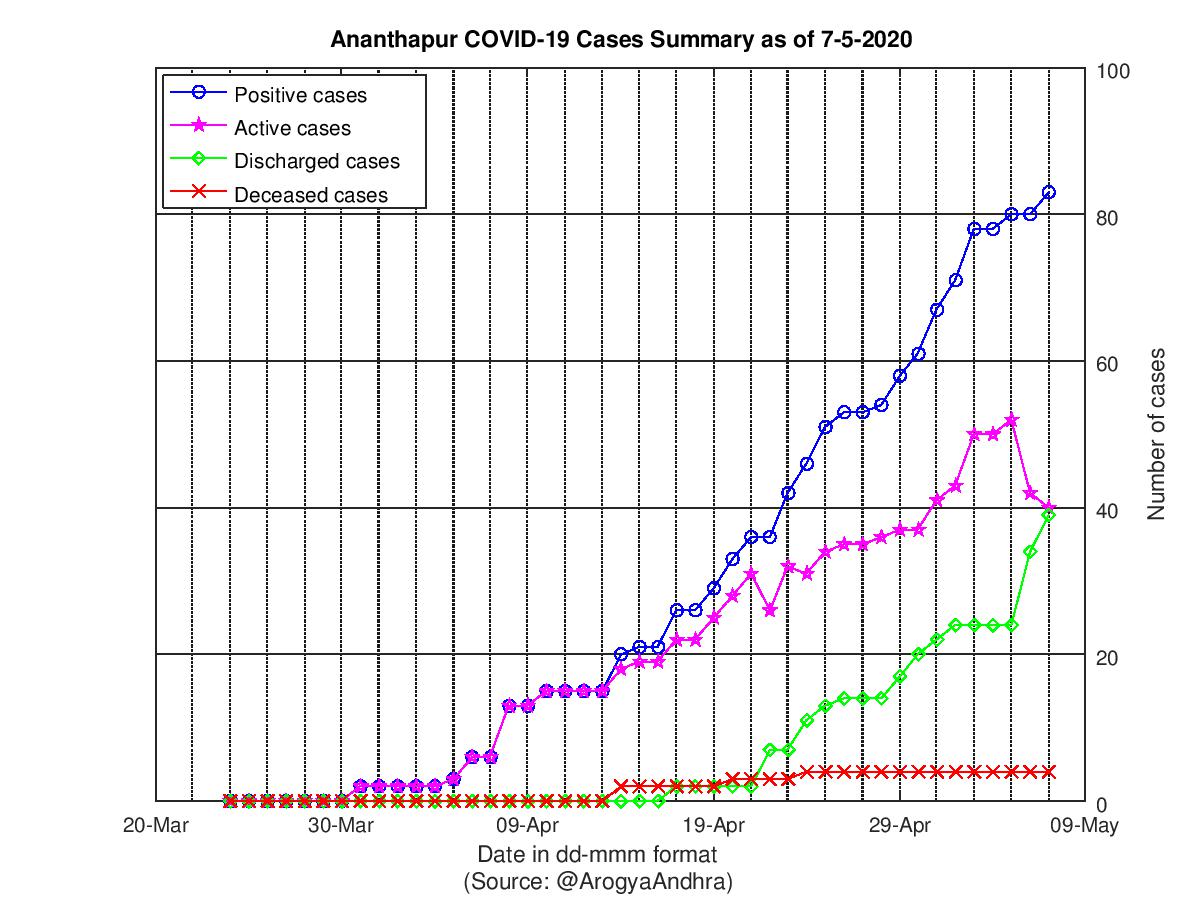 Ananthapur COVID-19 Cases Summary as of 7-5-2020
Positive cases
Active cases
Discharged cases
Deceased cases
100
80
60
40
20
0
Number of cases
20-Mar
30-Mar
09-Apr
19-Apr
29-Apr
09-May
Date in dd-mmm format
(Source: @ArogyaAndhra)